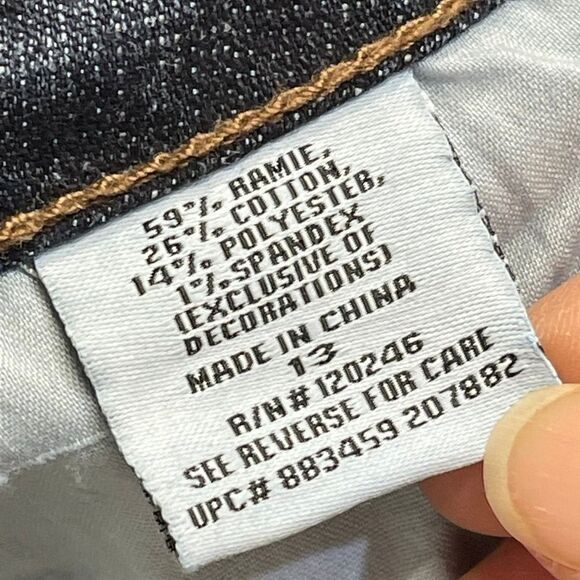 59% RAMIE,
26% COTTON,
14% POLYESTER,
1% SPANDEX
(EXCLUSIVE OF
DECORATIONS)
MADE IN CHINA
13
R/N# 120246
SEE REVERSE FOR CARE
UPC# 883459 207882